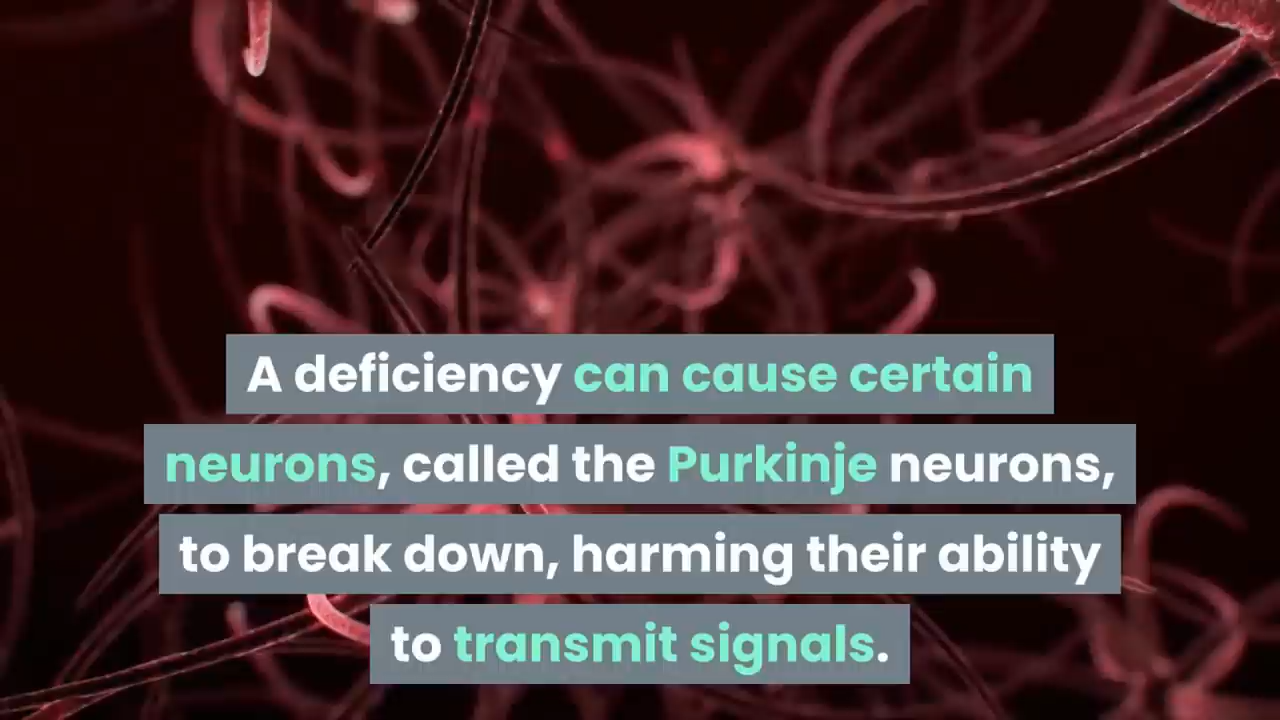 A deficiency can cause certain
neurons, called the Purkinje neurons,
to break down, harming their ability
to transmit signals.